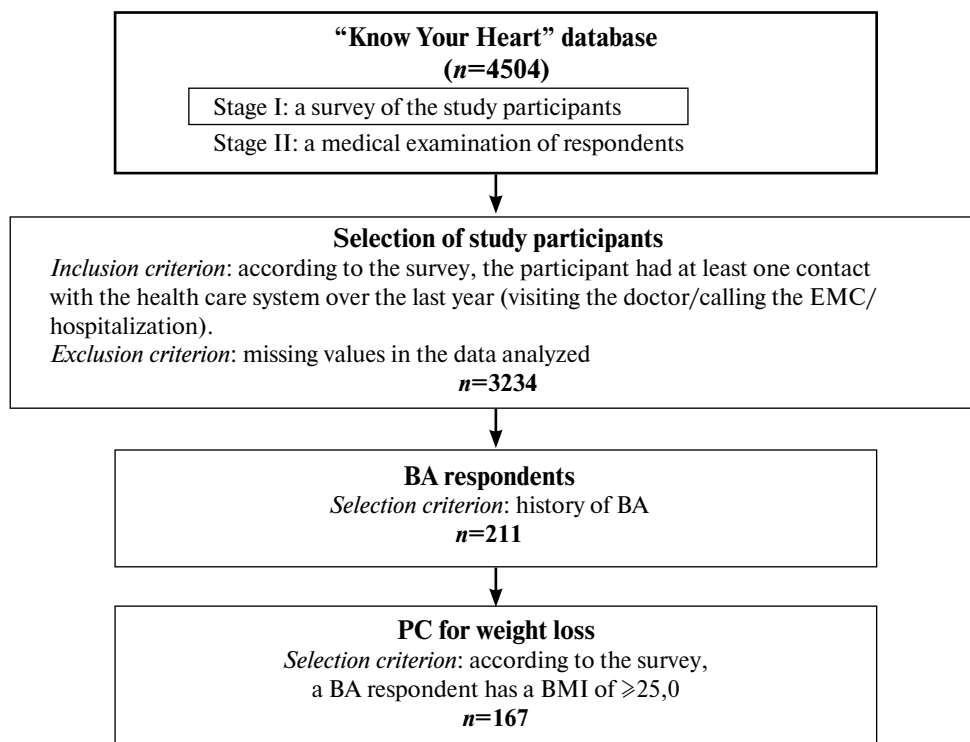 “Know Your Heart” database
(n=4504)
Stage I: a survey of the study participants
Stage II: a medical examination of respondents
Selection of study participants
Inclusion criterion: according to the survey, the participant had at least one contact
with the health care system over the last year (visiting the doctor/calling the EMC/
hospitalization).
Exclusion criterion: missing values in the data analyzed
n=3234
BA respondents
Selection criterion: history of BA
n=211
PC for weight loss
Selection criterion: according to the survey,
a BA respondent has a BMI of ⩾25,0
n=167